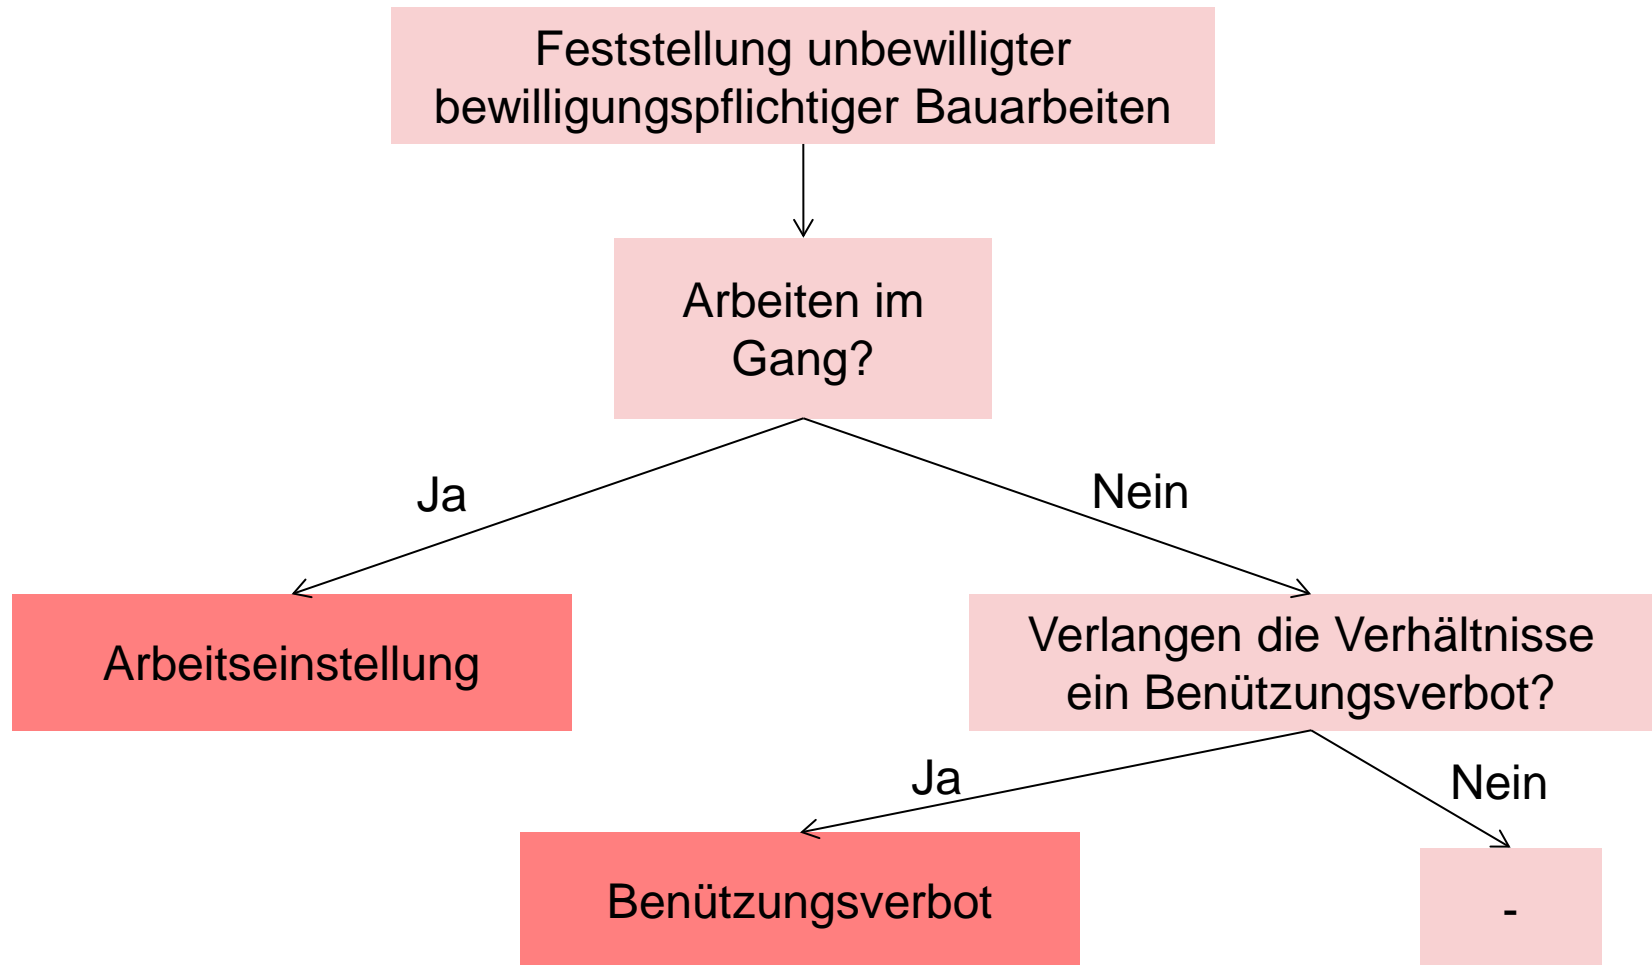 Feststellung unbewilligter
bewilligungspflichtiger Bauarbeiten
Arbeiten im
Gang?
Ja
Nein
Arbeitseinstellung
Verlangen die Verhältnisse
ein Benützungsverbot?
Ja
Nein
Benützungsverbot
-